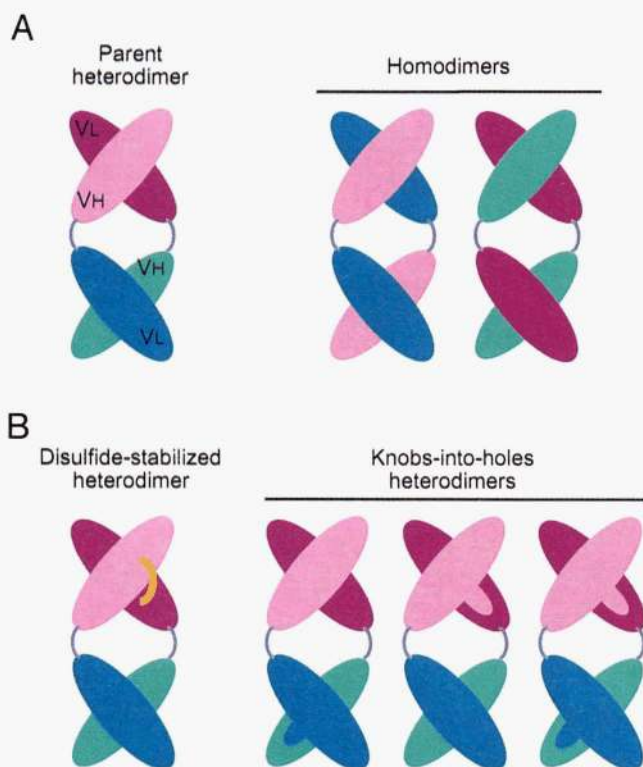 A
Parent
heterodimer
Homodimers
VL
VH
VH
VL
B
Disulfide-stabilized
heterodimer
Knobs-into-holes
heterodimers